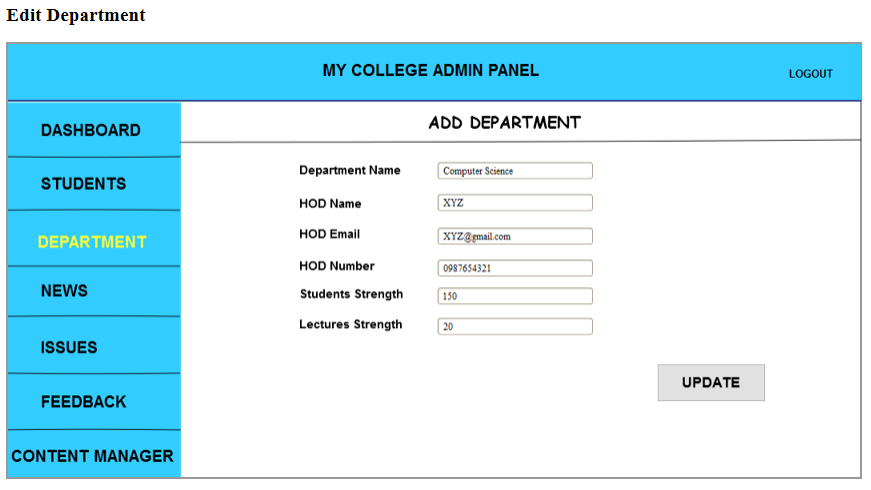 Edit Department
MY COLLEGE ADMIN PANEL
LOGOUT
DASHBOARD
STUDENTS
DEPARTMENT
NEWS
ISSUES
FEEDBACK
CONTENT MANAGER
ADD DEPARTMENT
Department Name Computer Science
HOD Name XYZ
HOD Email XYZ@gmail.com
HOD Number 0987654321
Students Strength 150
Lectures Strength 20
UPDATE